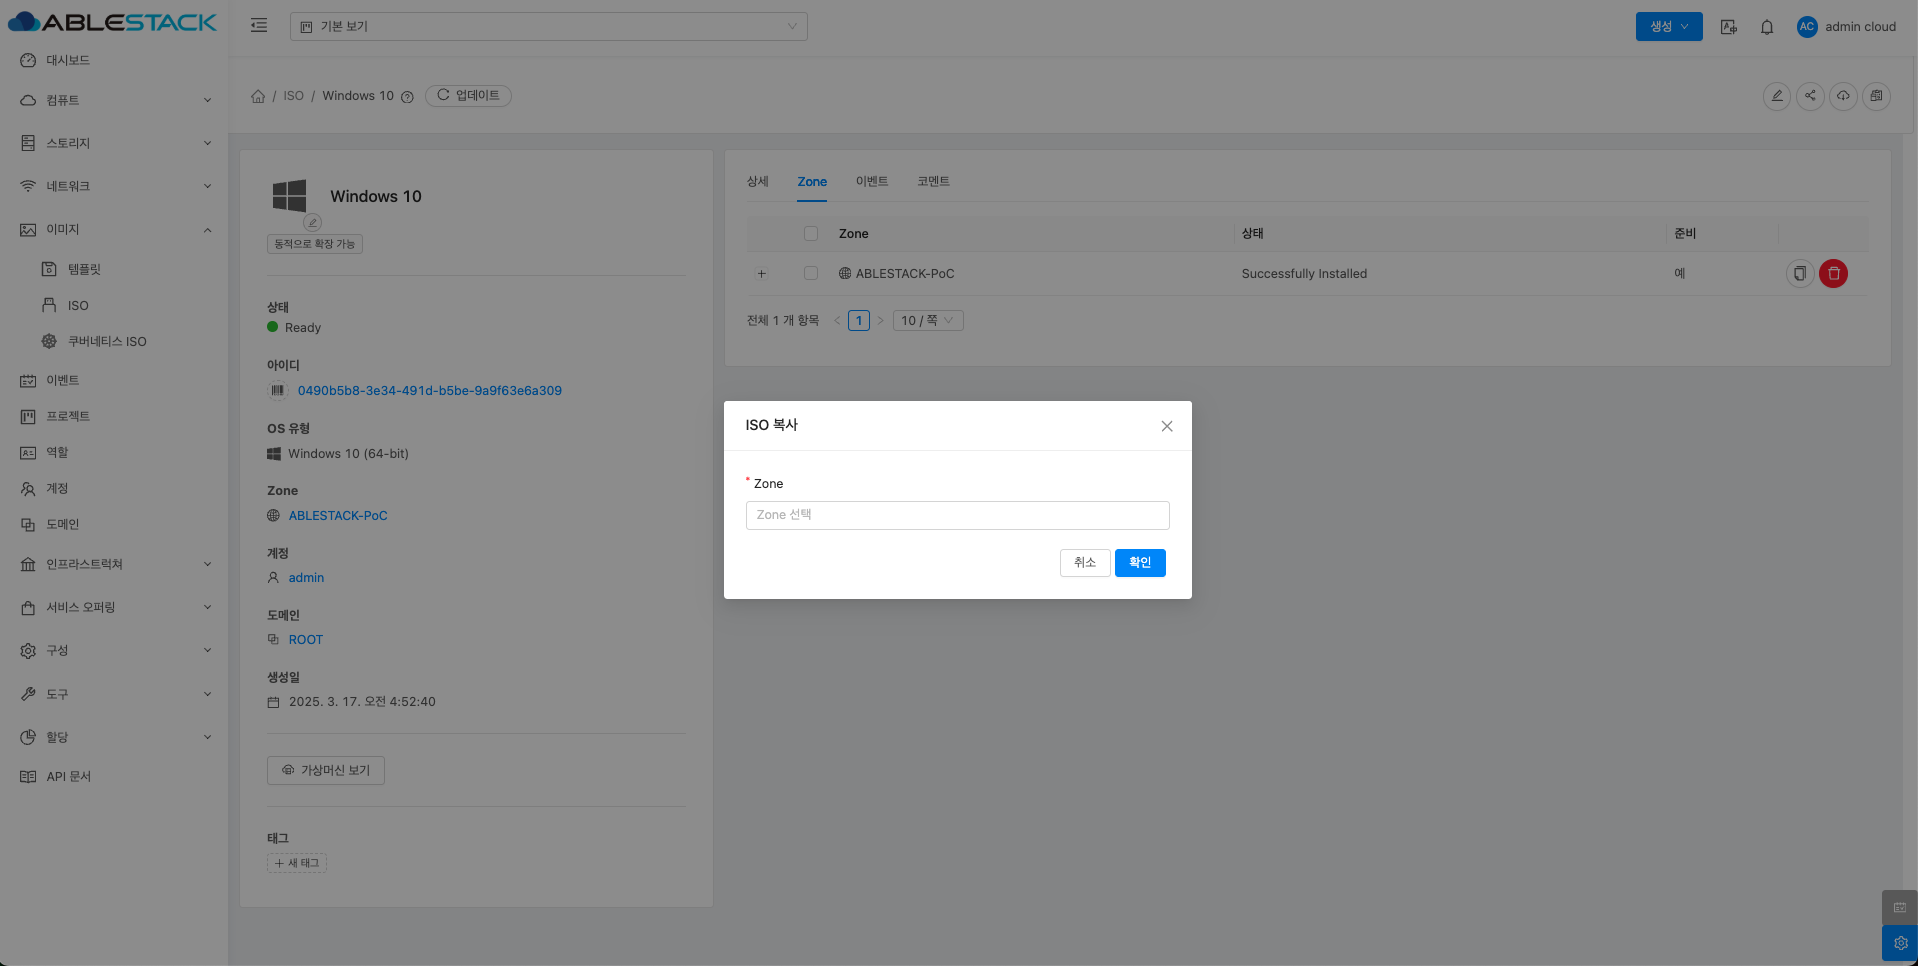 ABLESTACK
기본 보기
생성
AC
admin cloud
대시보드
컴퓨트
스토리지
네트워크
이미지
템플릿
ISO
쿠버네티스 ISO
이벤트
프로젝트
역할
계정
도메인
인프라스트럭쳐
서비스 오퍼링
구성
도구
할당
API 문서
/ ISO / Windows 10
업데이트
Windows 10
동적으로 확장 가능
상태
Ready
아이디
0490b5b8-3e34-491d-b5be-9a9f63e6a309
OS 유형
Windows 10 (64-bit)
Zone
ABLESTACK-PoC
계정
admin
도메인
ROOT
생성일
2025. 3. 17. 오전 4:52:40
가상머신 보기
태그
+ 새 태그
상세 Zone 이벤트 코멘트
Zone 상태 준비
ABLESTACK-PoC Successfully Installed 예
전체 1 개 항목 < 1 > 10 / 쪽
ISO 복사
* Zone
Zone 선택
취소 확인